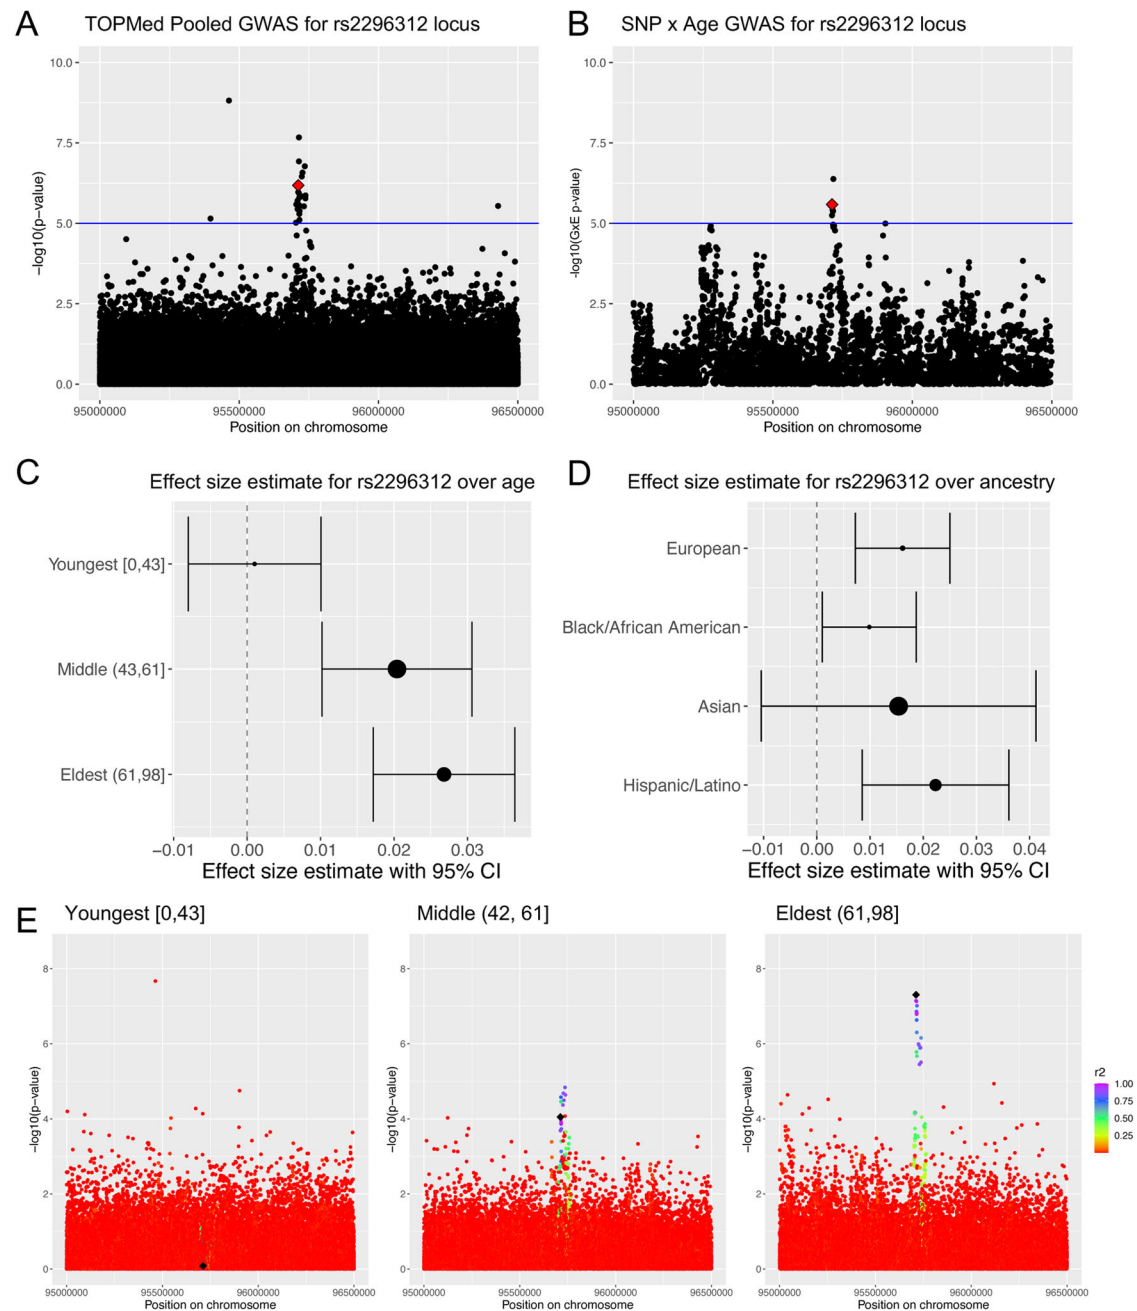 A
TOPMed Pooled GWAS for rs2296312 locus
10.0
7.5
5.0
2.5
0.0
−log10(p−value)
95000000
95500000
96000000
96500000
Position on chromosome
B
SNP x Age GWAS for rs2296312 locus
10.0
7.5
5.0
2.5
0.0
-log10(GxE p-value)
95000000
95500000
96000000
96500000
Position on chromosome
C
Effect size estimate for rs2296312 over age
Youngest [0,43]
Middle (43,61]
Eldest (61,98]
−0.01
0.00
0.01
0.02
0.03
Effect size estimate with 95% CI
D
Effect size estimate for rs2296312 over ancestry
European
Black/African American
Asian
Hispanic/Latino
−0.01
0.00
0.01
0.02
0.03
0.04
Effect size estimate with 95% CI
E
Youngest [0,43]
8
6
4
2
0
−log10(p−value)
95000000
95500000
96000000
96500000
Position on chromosome
Middle (42, 61]
8
6
4
2
0
−log10(p−value)
95000000
95500000
96000000
96500000
Position on chromosome
Eldest (61,98]
8
6
4
2
0
−log10(p−value)
95000000
95500000
96000000
96500000
Position on chromosome
r2
1.00
0.75
0.50
0.25